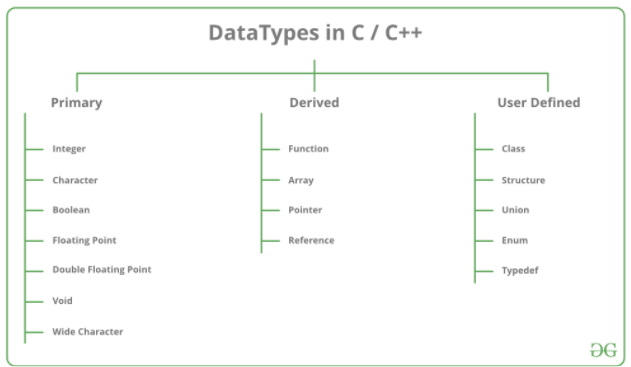 DataTypes in C / C++
Primary
Integer
Character
Boolean
Floating Point
Double Floating Point
Void
Wide Character
Derived
Function
Array
Pointer
Reference
User Defined
Class
Structure
Union
Enum
Typedef